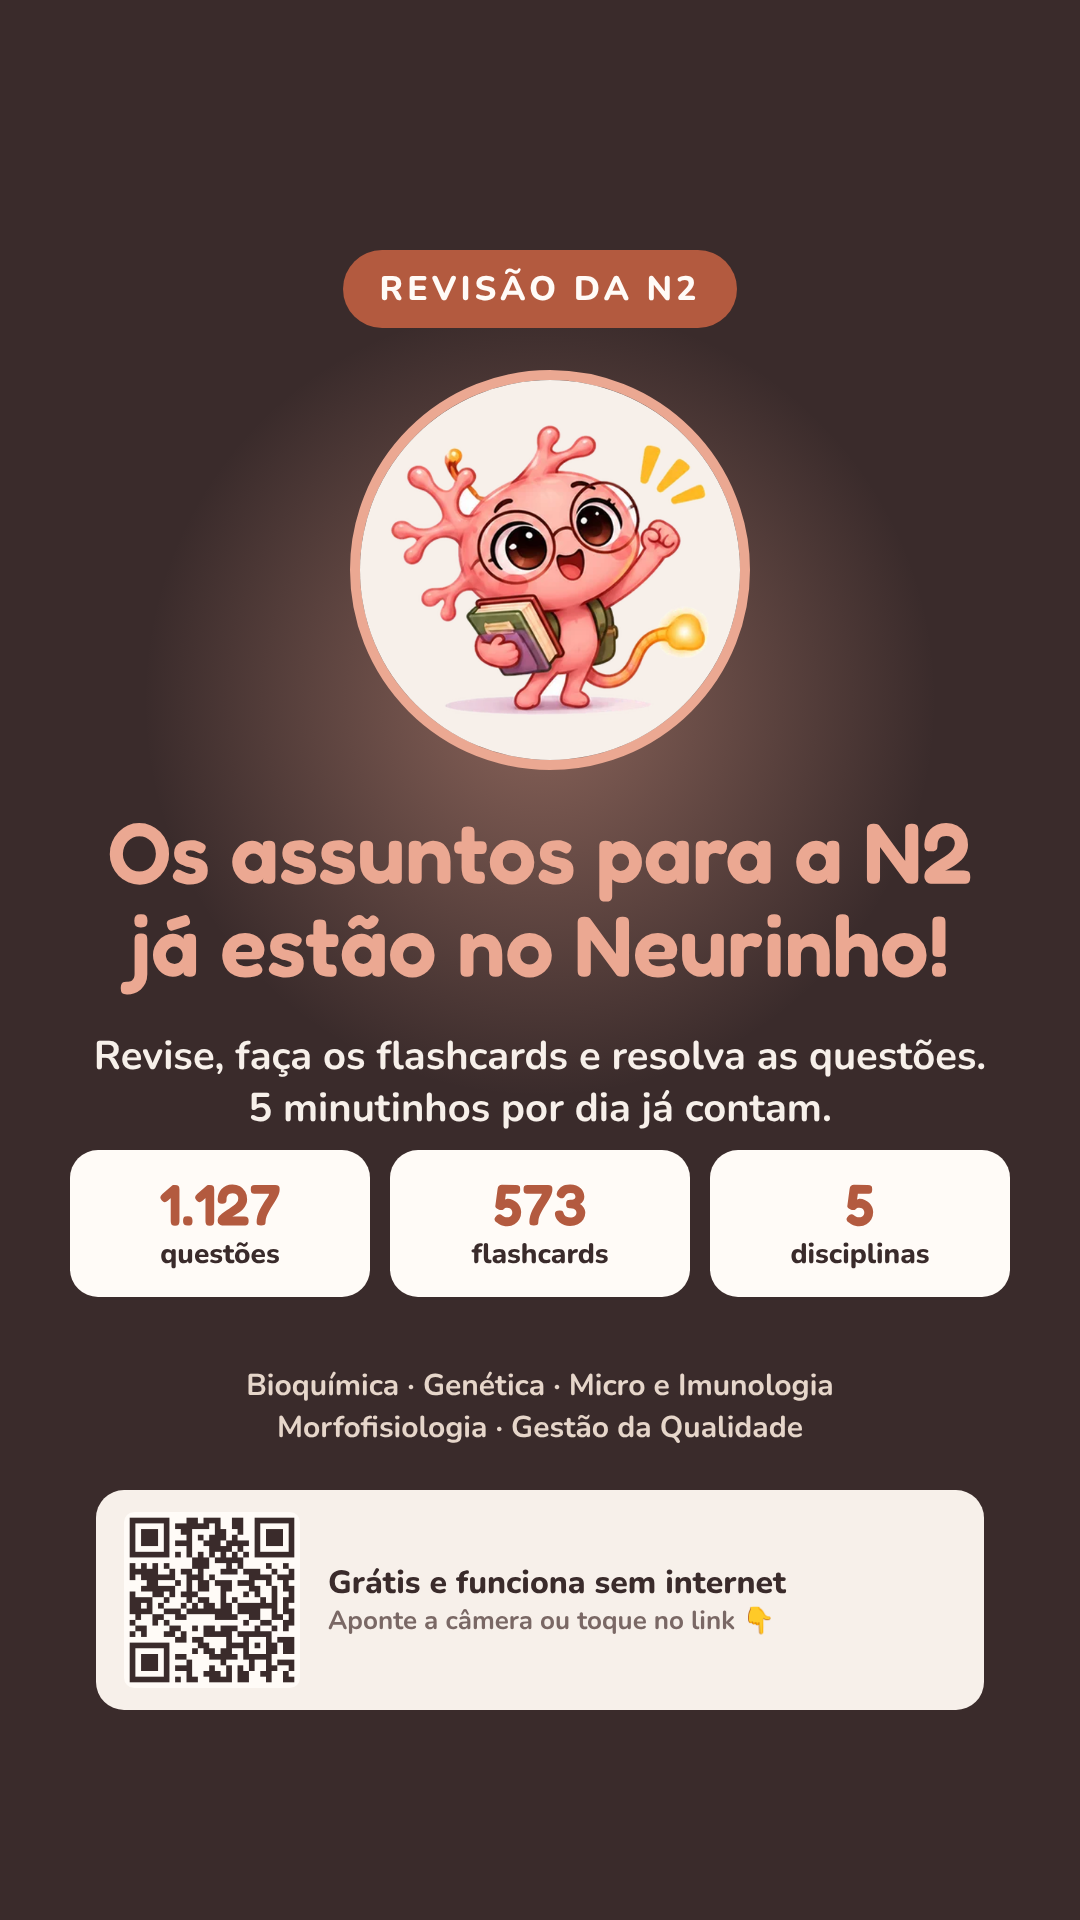 REVISÃO DA N2
Os assuntos para a N2
já estão no Neurinho!
Revise, faça os flashcards e resolva as questões.
5 minutinhos por dia já contam.
1.127
questões
573
flashcards
5
disciplinas
Bioquímica · Genética · Micro e Imunologia
Morfofisiologia · Gestão da Qualidade
Grátis e funciona sem internet
Aponte a câmera ou toque no link 👇